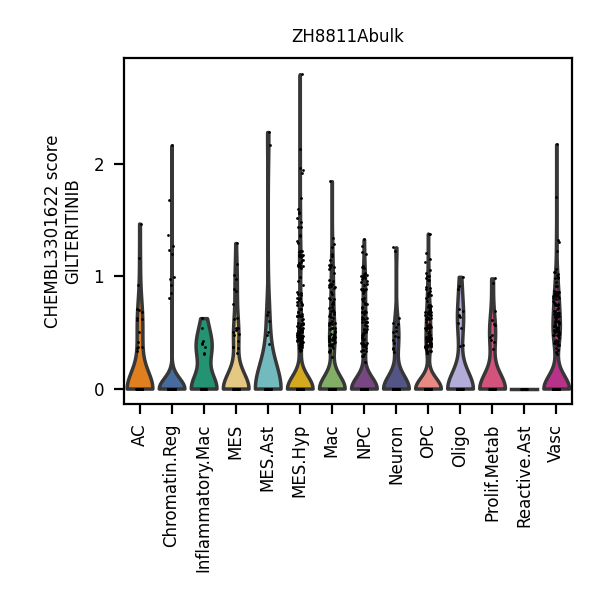 ZH8811Abulk
CHEMBL3301622 score
GILTERITINIB
2
1
0
AC
Chromatin.Reg
Inflammatory.Mac
MES
MES.Ast
MES.Hyp
Mac
NPC
Neuron
OPC
Oligo
Prolif.Metab
Reactive.Ast
Vasc